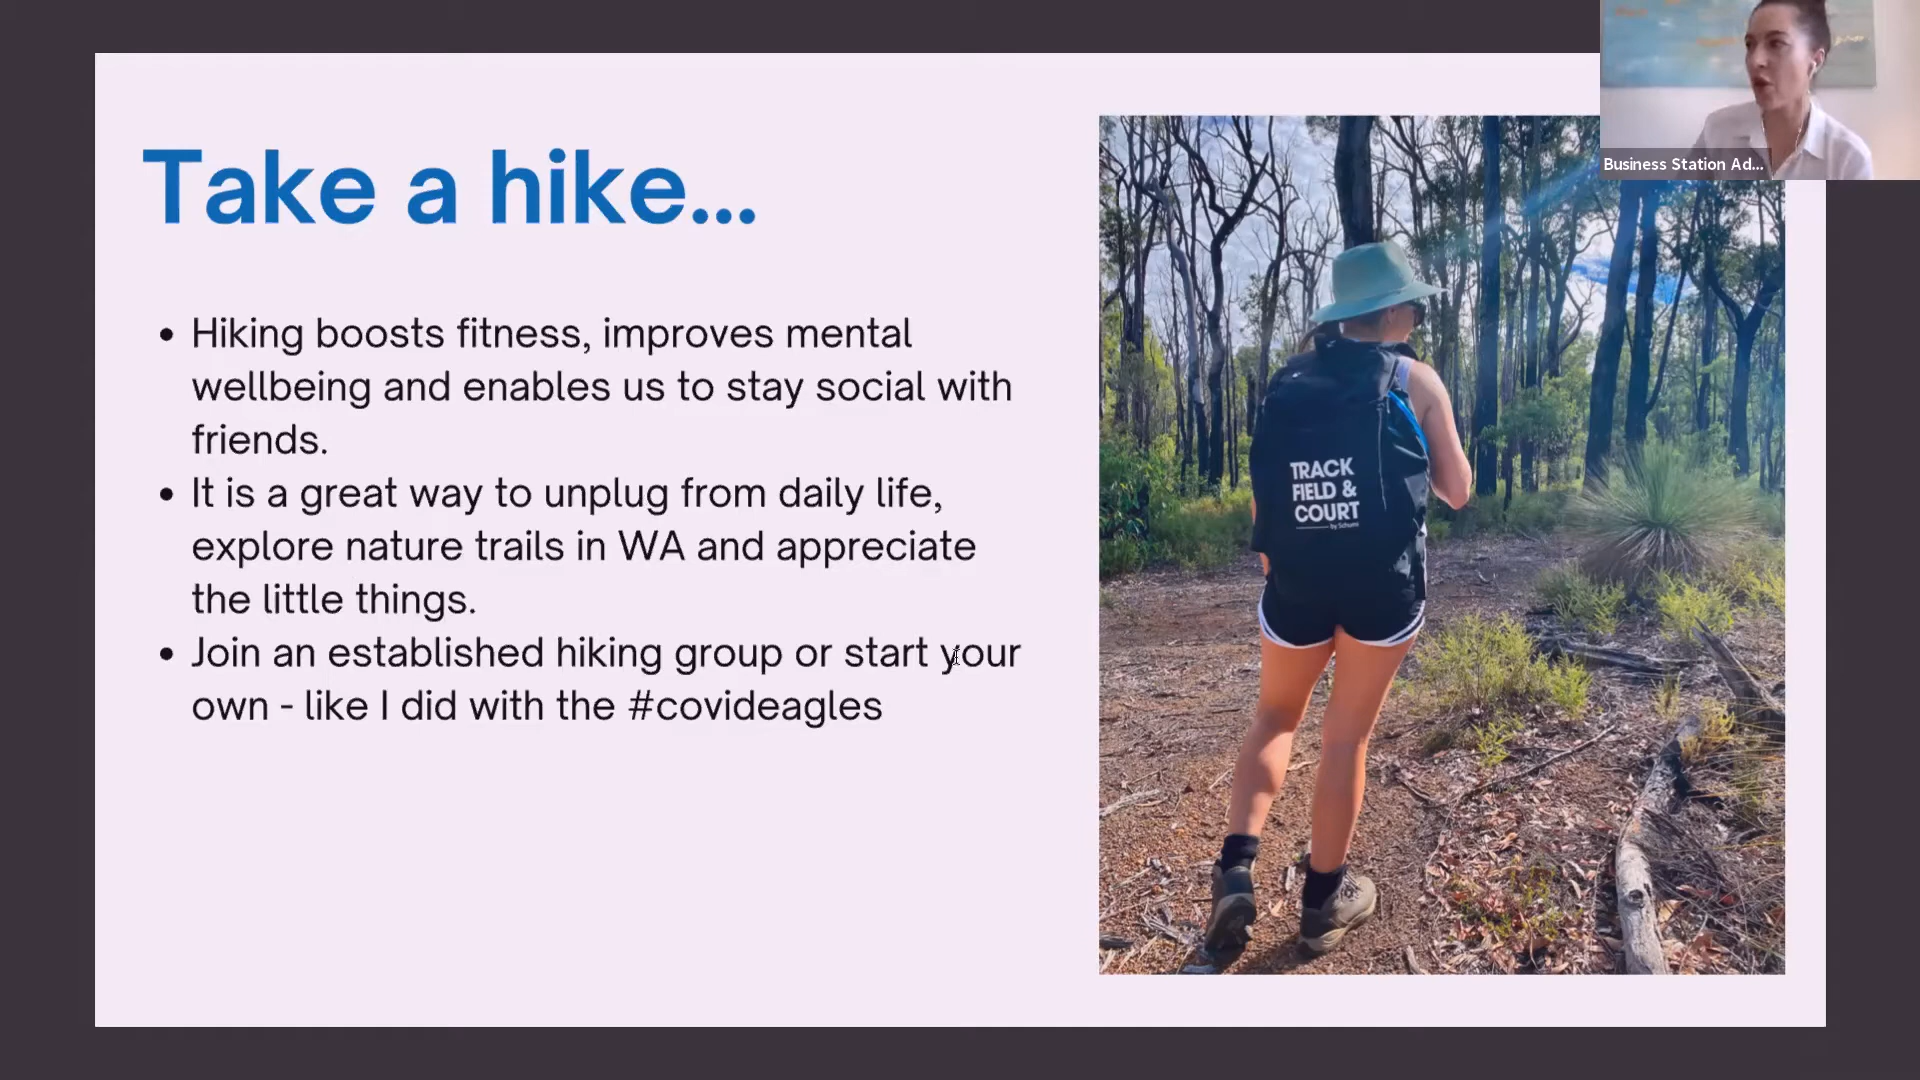 Business Station Ad...
Take a hike...
• Hiking boosts fitness, improves mental
wellbeing and enables us to stay social with
friends.
• It is a great way to unplug from daily life,
explore nature trails in WA and appreciate
the little things.
• Join an established hiking group or start your
own - like I did with the #covideagles
TRACK
FIELD &
COURT
by Schumi